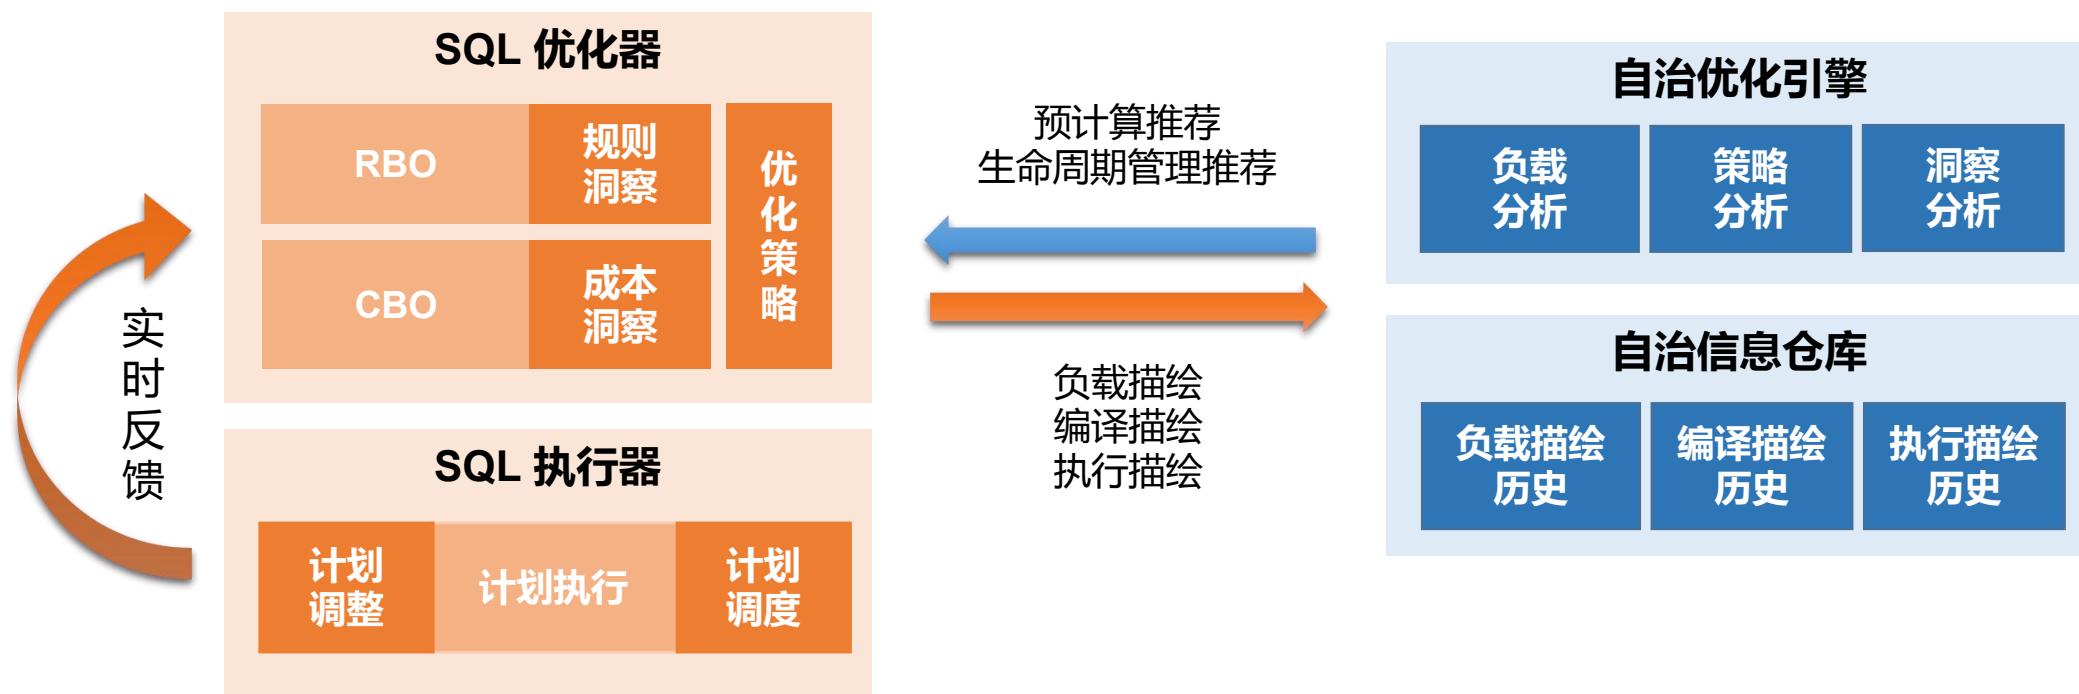 SQL 优化器
RBO
规则
洞察
CBO
成本
洞察
优
化
策
略
实
时
反
馈
SQL 执行器
计划
调整
计划执行
计划
调度
预计算推荐
生命周期管理推荐
负载描绘
编译描绘
执行描绘
自治优化引擎
负载
分析
策略
分析
洞察
分析
自治信息仓库
负载描绘
历史
编译描绘
历史
执行描绘
历史